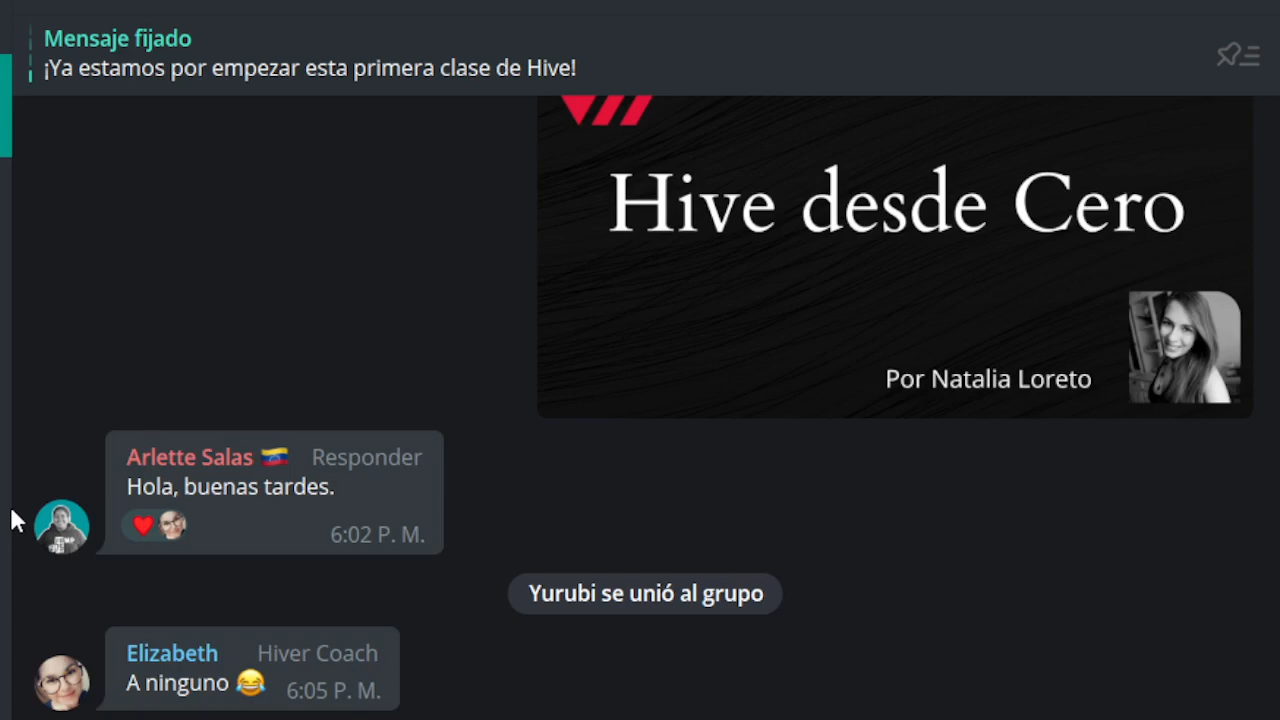 Mensaje fijado
¡Ya estamos por empezar esta primera clase de Hive!
Hive desde Cero
Por Natalia Loreto
Arlette Salas 🇻🇪 Responder
Hola, buenas tardes.
6:02 P. M.
Yurubi se unió al grupo
Elizabeth Hiver Coach
A ninguno 😂 6:05 P. M.